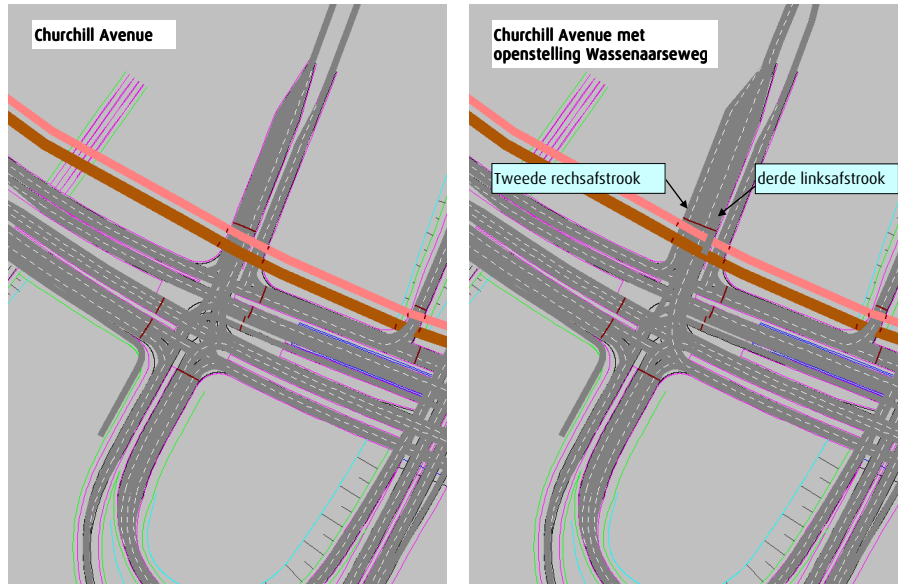 Churchill Avenue
Churchill Avenue met
openstelling Wassenaarseweg
Tweede rechsafstrook
derde linksafstrook